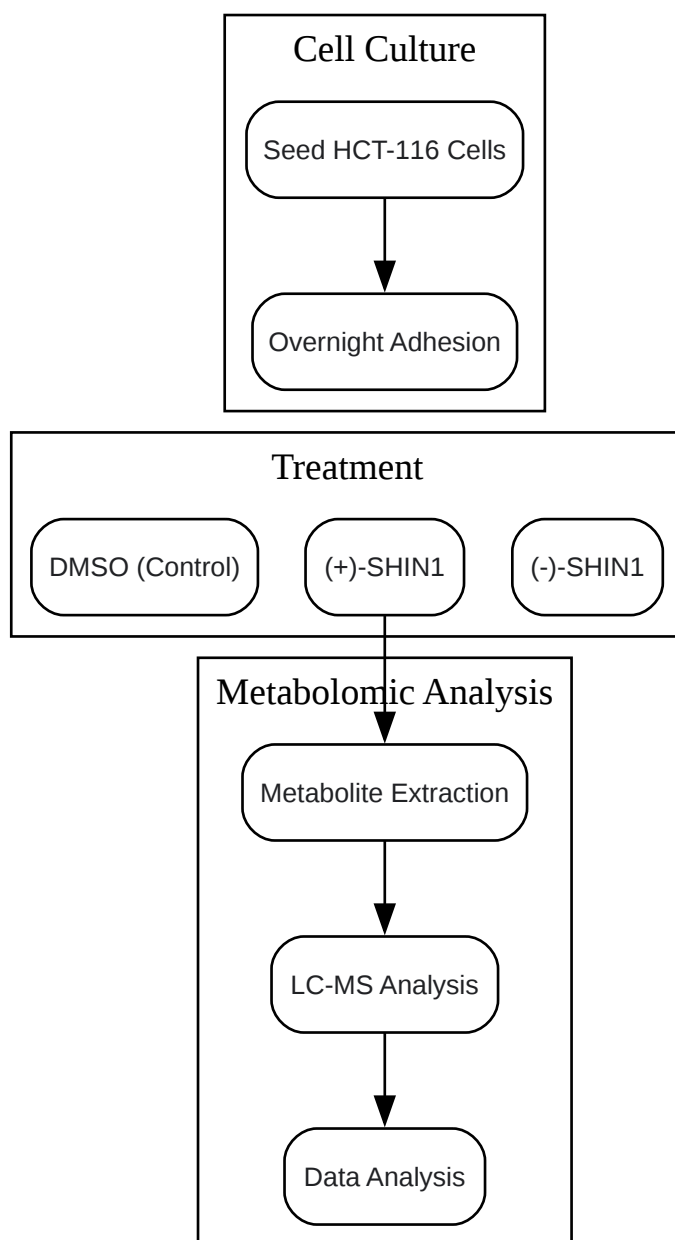 Cell Culture
Seed HCT-116 Cells
Overnight Adhesion
Treatment
DMSO (Control)
(+)-SHIN1
(-)-SHIN1
Metabolomic Analysis
Metabolite Extraction
LC-MS Analysis
Data Analysis